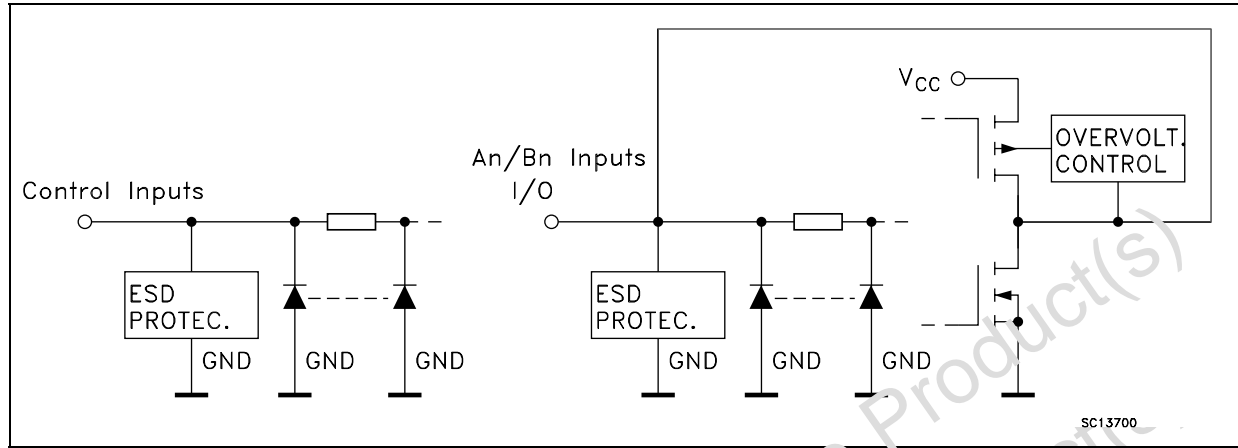 V_CC
OVERVOLT.
CONTROL
An/Bn Inputs
I/O
Control Inputs
ESD
PROTEC.
GND
GND
GND
ESD
PROTEC.
GND
GND
GND
SC13700
Product(s)